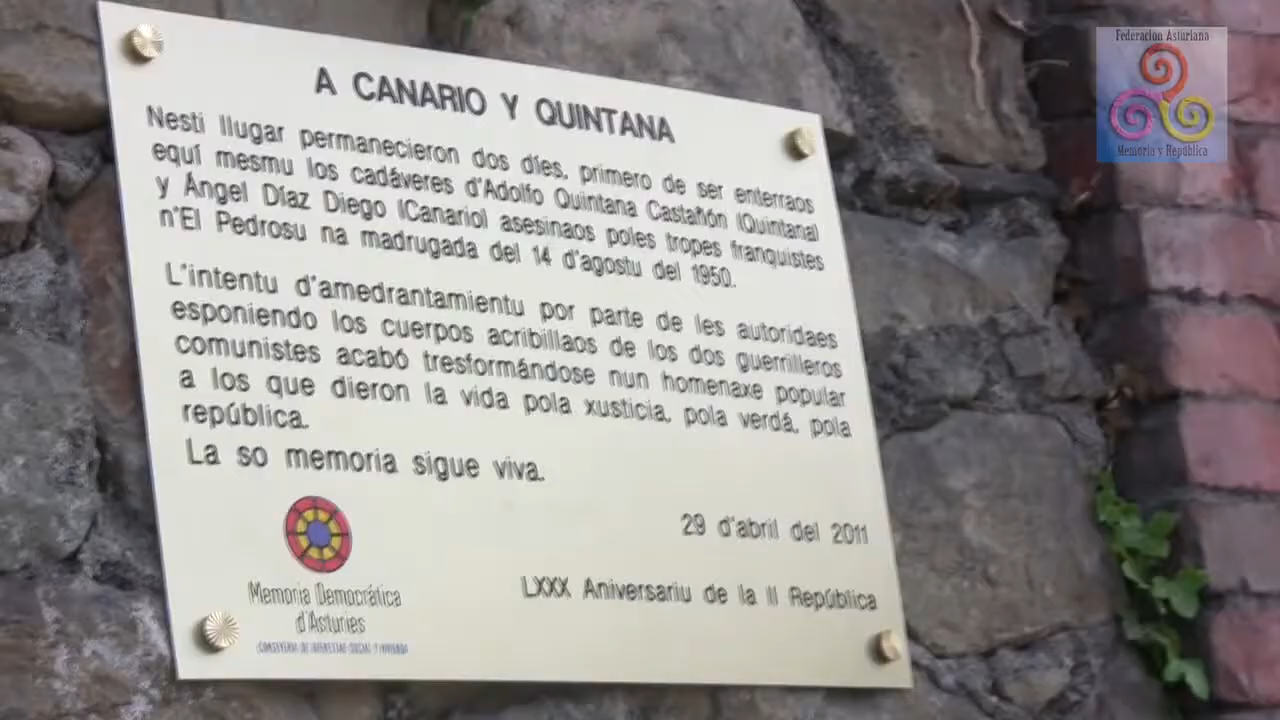 A CANARIO Y QUINTANA
Nesti llugar permanecieron dos díes, primero de ser enterraos
equí mesmu los cadáveres d'Adolfo Quintana Castañón (Quintana)
y Ángel Díaz Diego (Canario) asesinaos poles tropes franquistes
n'El Pedrosu na madrugada del 14 d'agostu del 1950.
L'intentu d'amedrantamientu por parte de les autoridaes
esponiendo los cuerpos acribillaos de los dos guerrilleros
comunistes acabó tresformándose nun homenaxe popular
a los que dieron la vida pola xusticia, pola verdá, pola
república.
La so memoria sigue viva.
29 d'abril del 2011
LXXX Aniversariu de la II República
Memoria Democrática
d'Asturies
CONSEYERÍA DE BIENESTAR SOCIAL Y VIVIENDA
Federacion Asturiana
Memoria y República